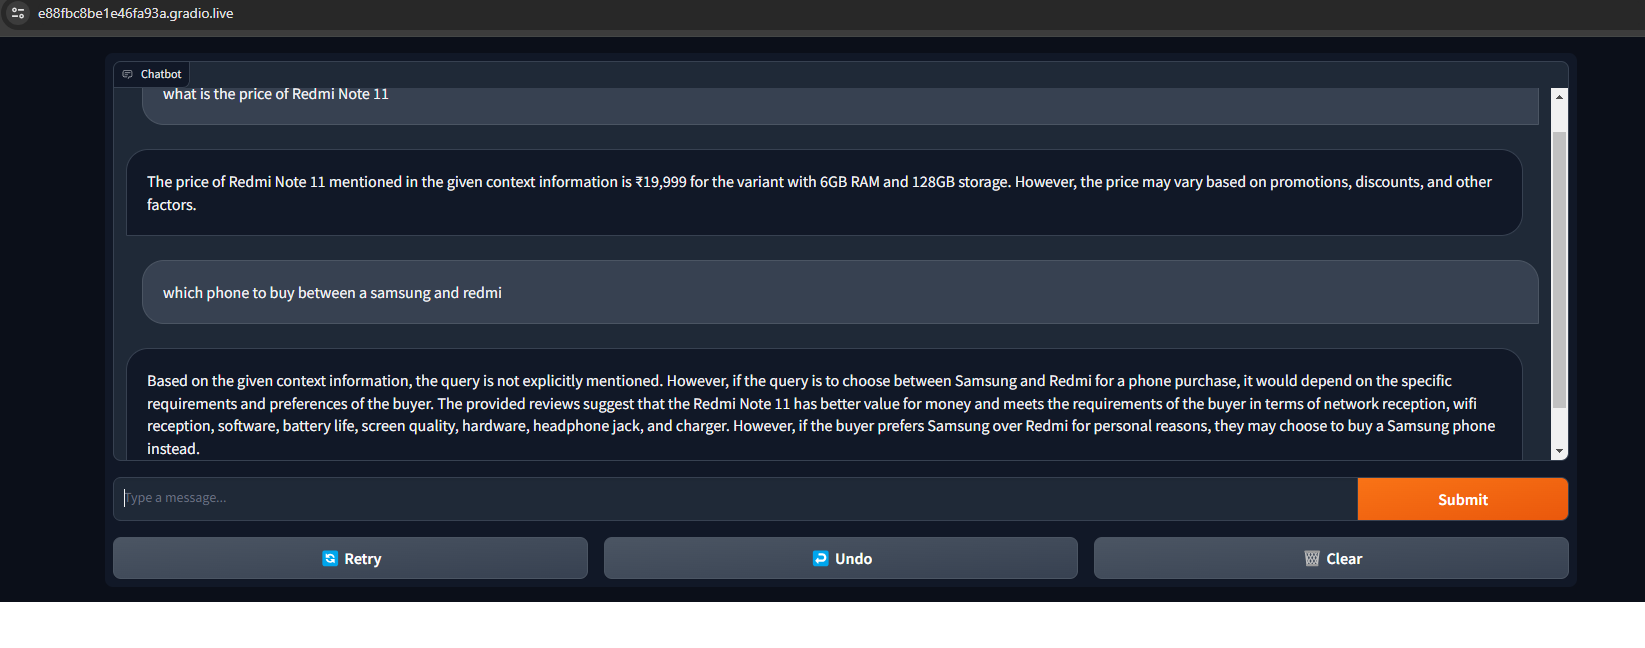 e88fbc8be1e46fa93a.gradio.live
Chatbot
what is the price of Redmi Note 11
The price of Redmi Note 11 mentioned in the given context information is ₹19,999 for the variant with 6GB RAM and 128GB storage. However, the price may vary based on promotions, discounts, and other
factors.
which phone to buy between a samsung and redmi
Based on the given context information, the query is not explicitly mentioned. However, if the query is to choose between Samsung and Redmi for a phone purchase, it would depend on the specific
requirements and preferences of the buyer. The provided reviews suggest that the Redmi Note 11 has better value for money and meets the requirements of the buyer in terms of network reception, wifi
reception, software, battery life, screen quality, hardware, headphone jack, and charger. However, if the buyer prefers Samsung over Redmi for personal reasons, they may choose to buy a Samsung phone
instead.
Type a message...
Submit
Retry
Undo
Clear